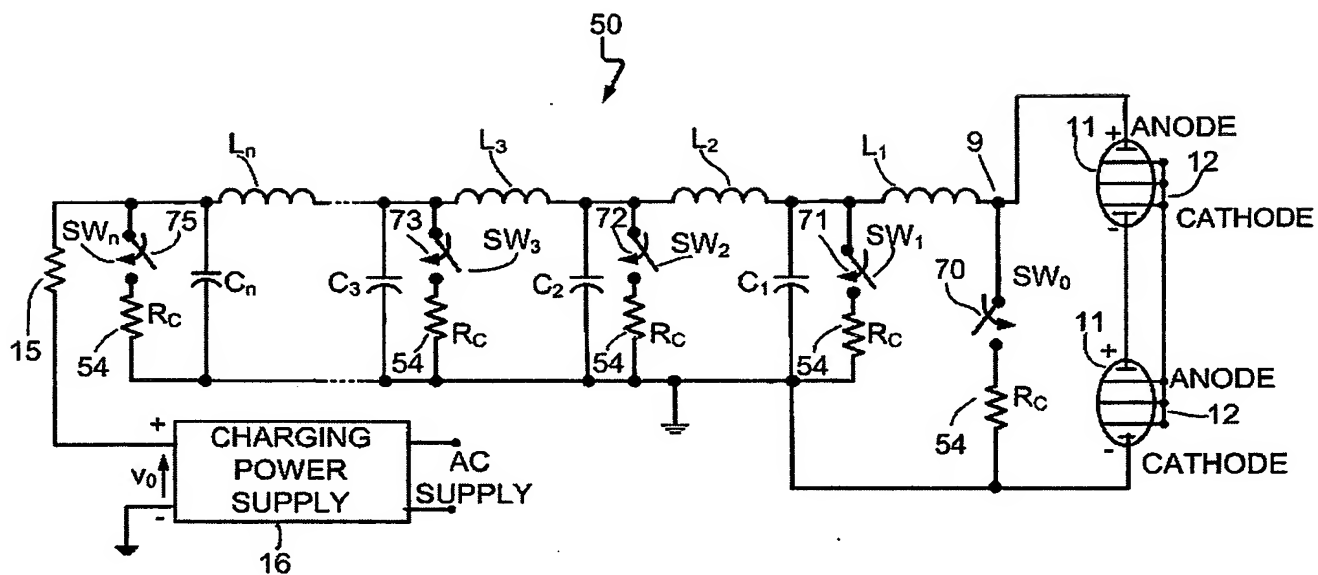 50
Ln
L3
L2
L1
9
11
+
ANODE
12
CATHODE
-
SWn
75
73
SW3
72
SW2
71
SW1
70
SW0
15
54
RC
Cn
C3
54
RC
C2
54
RC
C1
54
RC
54
RC
11
+
ANODE
12
-
CATHODE
+
V0
-
CHARGING
POWER
SUPPLY
AC
SUPPLY
16